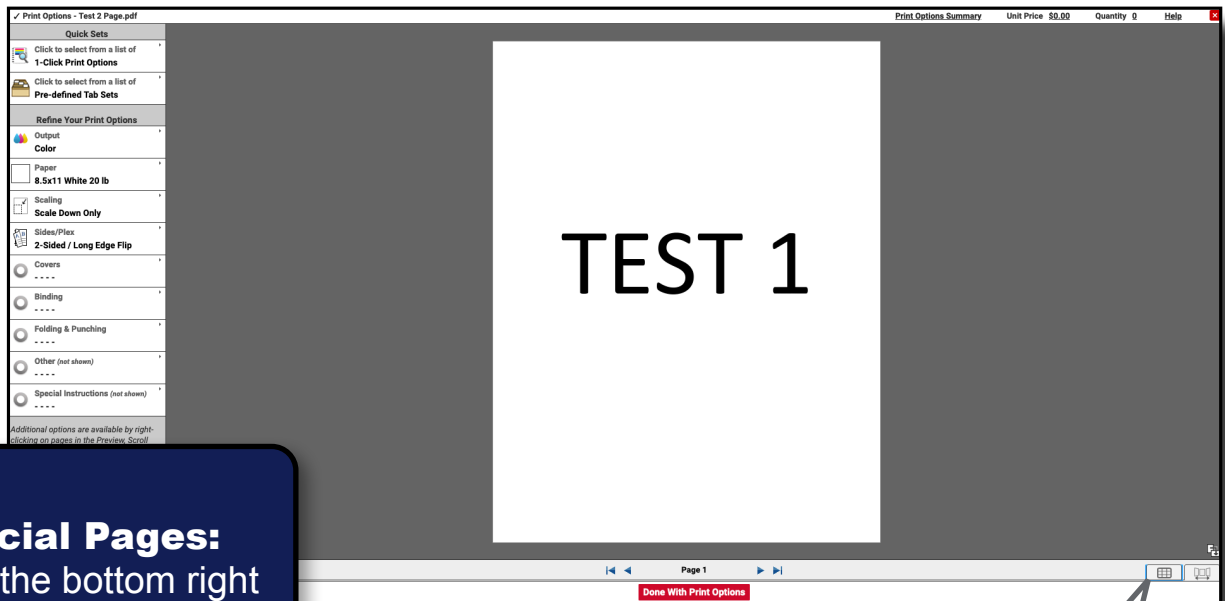 ✓ Print Options - Test 2 Page.pdf
Print Options Summary Unit Price $0.00 Quantity 0 Help
Quick Sets
Click to select from a list of
1-Click Print Options
Click to select from a list of
Pre-defined Tab Sets
Refine Your Print Options
Output
Color
Paper
8.5x11 White 20 lb
Scaling
Scale Down Only
Sides/Plex
2-Sided / Long Edge Flip
Covers
- - - -
Binding
- - - -
Folding & Punching
- - - -
Other (not shown)
- - - -
Special Instructions (not shown)
- - - -
Additional options are available by right-
clicking on pages in the Preview, Scroll
TEST 1
cial Pages:
the bottom right
Page 1
Done With Print Options